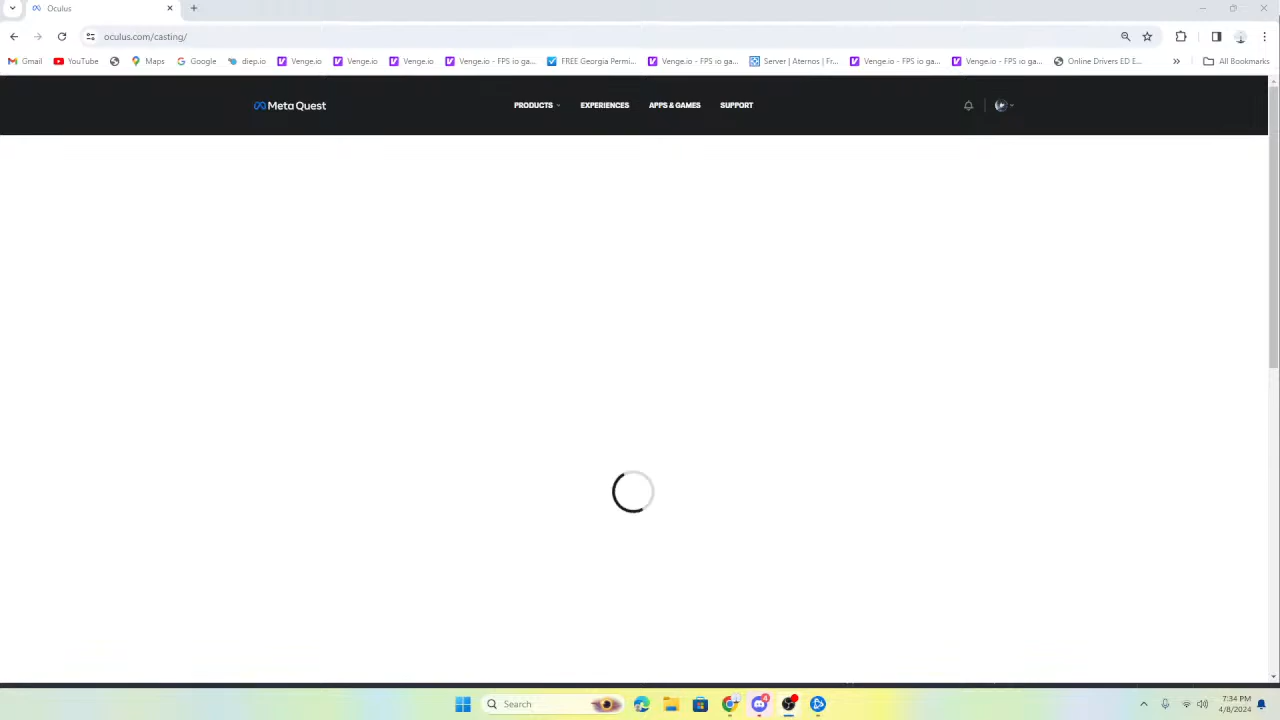 Oculus
oculus.com/casting/
Gmail YouTube Maps Google diep.io Venge.io Venge.io Venge.io Venge.io - FPS io ga... FREE Georgia Permi... Venge.io - FPS io ga... Server | Aternos | Fr... Venge.io - FPS io ga... Venge.io - FPS io ga... Online Drivers ED E... » All Bookmarks
Meta Quest PRODUCTS EXPERIENCES APPS & GAMES SUPPORT
Search
4
7:34 PM
4/8/2024